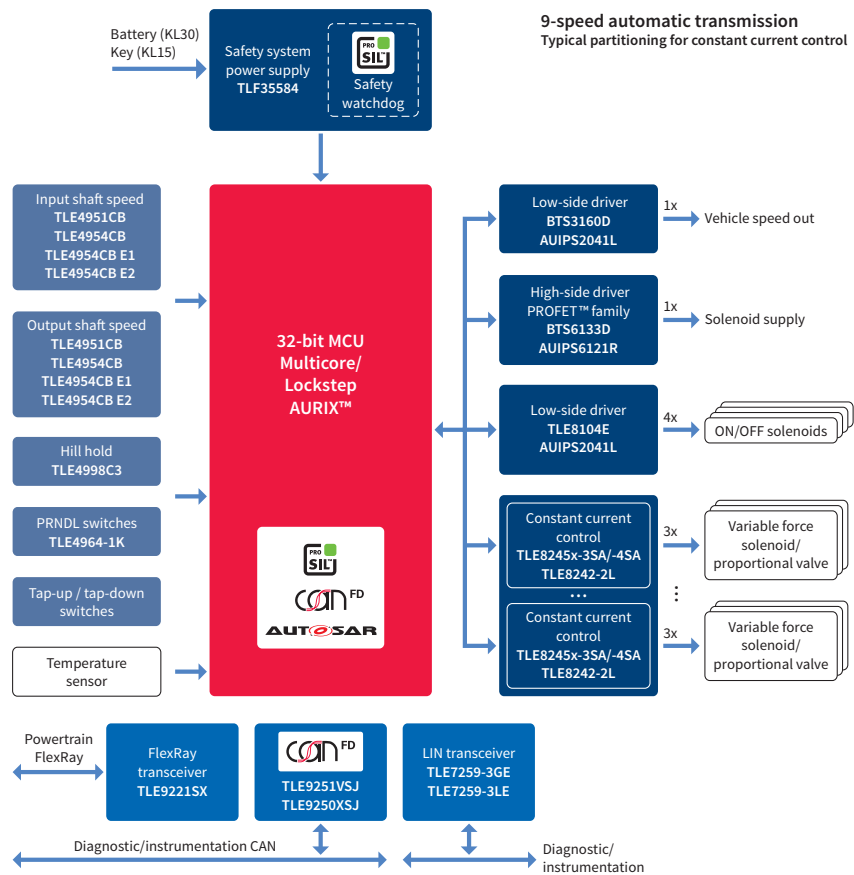 9-speed automatic transmission
Typical partitioning for constant current control
Battery (KL30)
Key (KL15)
Safety system
power supply
TLF35584
PRO
SIL™
Safety
watchdog
Input shaft speed
TLE4951CB
TLE4954CB
TLE4954CB E1
TLE4954CB E2
Output shaft speed
TLE4951CB
TLE4954CB
TLE4954CB E1
TLE4954CB E2
Hill hold
TLE4998C3
PRNDL switches
TLE4964-1K
Tap-up / tap-down
switches
Temperature
sensor
32-bit MCU
Multicore/
Lockstep
AURIX™
PRO
SIL™
CAN FD
AUTOSAR
Low-side driver
BTS3160D
AUIPS2041L
1x
Vehicle speed out
High-side driver
PROFET™ family
BTS6133D
AUIPS6121R
1x
Solenoid supply
Low-side driver
TLE8104E
AUIPS2041L
4x
ON/OFF solenoids
Constant current
control
TLE8245x-3SA/-4SA
TLE8242-2L
3x
Variable force
solenoid/
proportional valve
...
Constant current
control
TLE8245x-3SA/-4SA
TLE8242-2L
3x
Variable force
solenoid/
proportional valve
Powertrain
FlexRay
FlexRay
transceiver
TLE9221SX
CAN FD
TLE9251VSJ
TLE9250XSJ
LIN transceiver
TLE7259-3GE
TLE7259-3LE
Diagnostic/instrumentation CAN
Diagnostic/
instrumentation